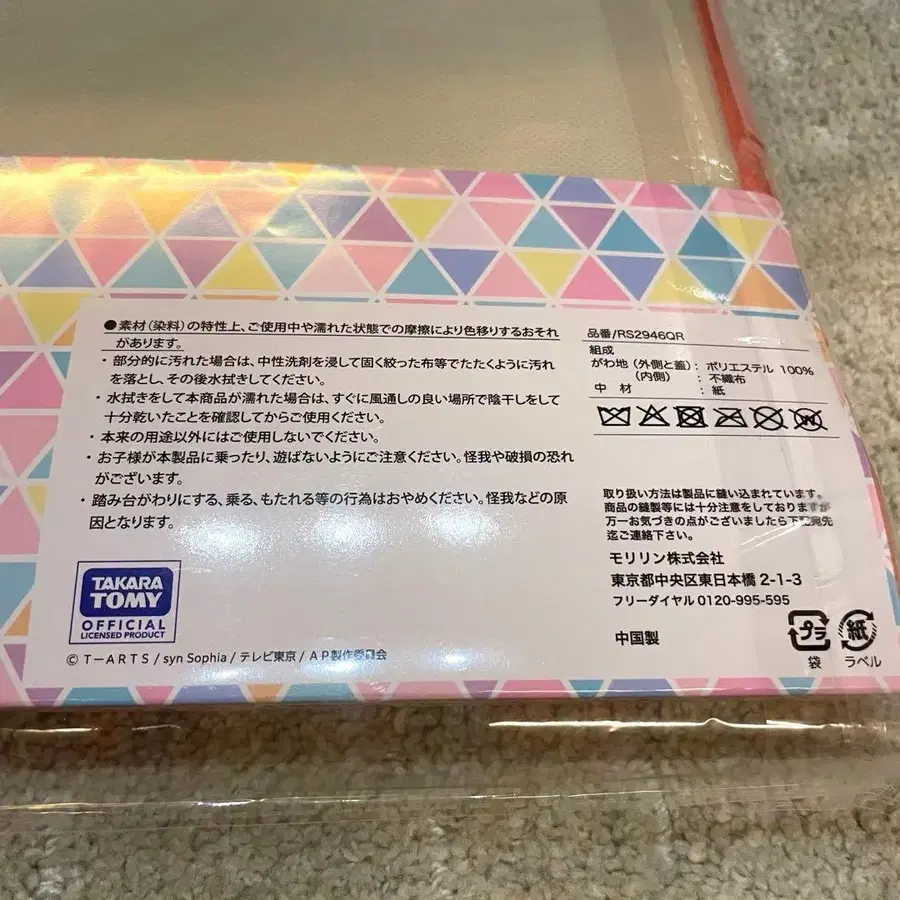 ●素材(染料)の特性上、ご使用中や濡れた状態での摩擦により色移りするおそれ
があります。
・部分的に汚れた場合は、中性洗剤を浸して固く絞った布等でたたくように汚れ
を落とし、その後水拭きしてください。
・水拭きをして本商品が濡れた場合は、すぐに風通しの良い場所で陰干しをして
十分乾いたことを確認してからご使用ください。
・本来の用途以外にはご使用しないでください。
・お子様が本製品に乗ったり、遊ばないようにご注意ください。怪我や破損の恐れ
がございます。
・踏み台がわりにする、乗る、もたれる等の行為はおやめください。怪我などの原
因となります。
TAKARA
TOMY
OFFICIAL
LICENSED PRODUCT
© T-ARTS / syn Sophia / テレビ東京 / AP製作委員会
品番/RS2946QR
組成
がわ地(外側と蓋):ポリエステル 100%
(内側) :不織布
中 材 :紙
取り扱い方法は製品に縫い込まれています。
商品の縫製等には十分注意をしておりますが
万一お気づきの点がございましたら下記発売先
迄ご連絡下さい。
モリリン株式会社
東京都中央区東日本橋 2-1-3
フリーダイヤル 0120-995-595
中国製
プラ
袋
紙
ラベル